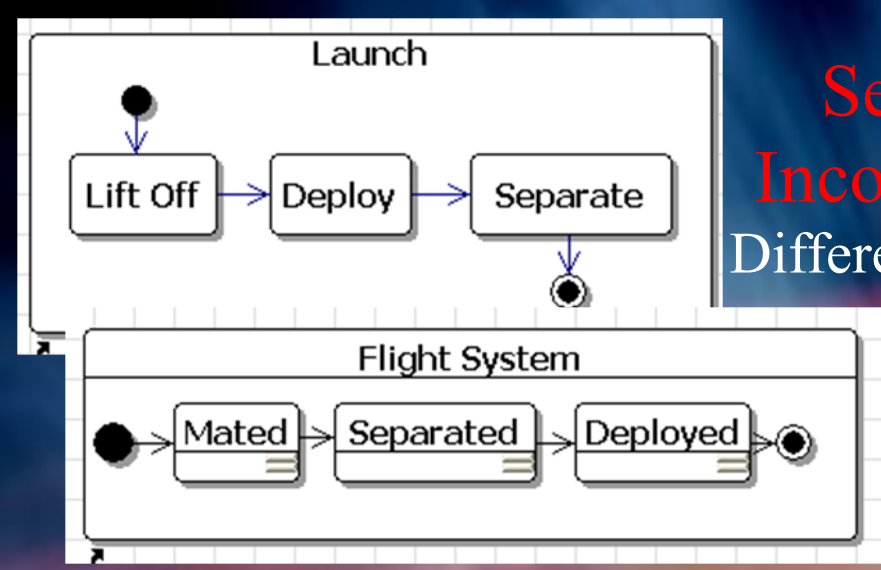 Launch
Lift Off
Deploy
Separate
Flight System
Mated
Separated
Deployed